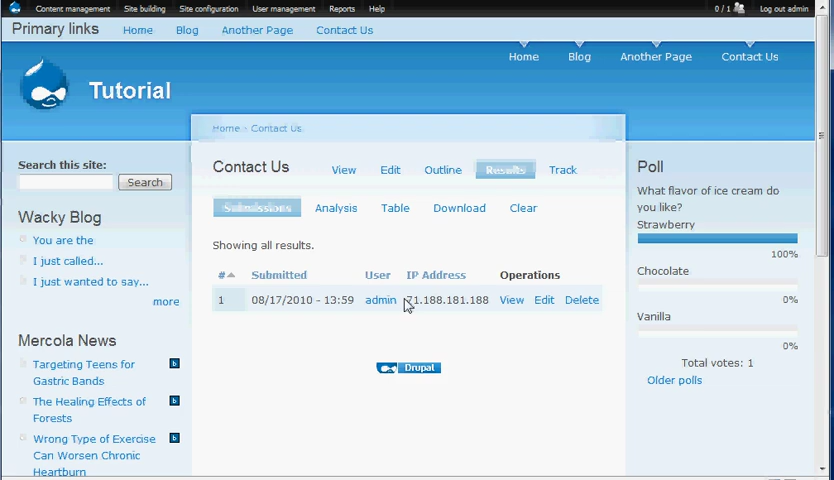 Content management Site building Site configuration User management Reports Help 0 / 1 Log out admin
Primary links Home Blog Another Page Contact Us
Home Blog Another Page Contact Us
Tutorial
Home » Contact Us
Search this site:
Search
Wacky Blog
You are the
I just called...
I just wanted to say...
more
Mercola News
Targeting Teens for
Gastric Bands
The Healing Effects of
Forests
Wrong Type of Exercise
Can Worsen Chronic
Heartburn
Contact Us View Edit Outline Results Track
Submissions Analysis Table Download Clear
Showing all results.
# Submitted User IP Address Operations
1 08/17/2010 - 13:59 admin 71.188.181.188 View Edit Delete
Drupal
Poll
What flavor of ice cream do
you like?
Strawberry
100%
Chocolate
0%
Vanilla
0%
Total votes: 1
Older polls